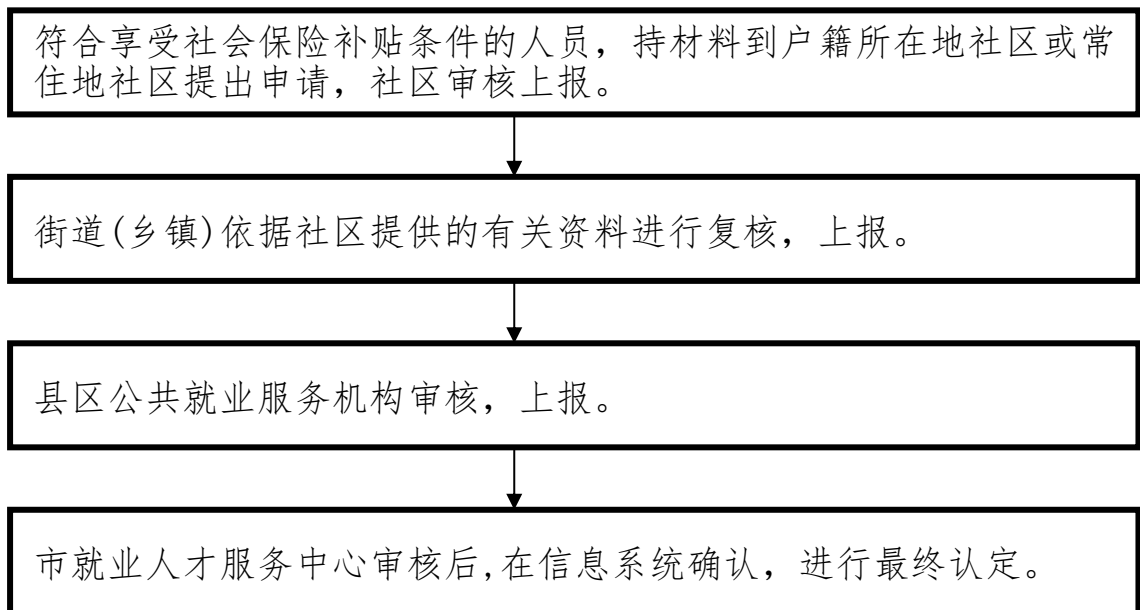 符合享受社会保险补贴条件的人员，持材料到户籍所在地社区或常
住地社区提出申请，社区审核上报。
街道(乡镇)依据社区提供的有关资料进行复核，上报。
县区公共就业服务机构审核，上报。
市就业人才服务中心审核后,在信息系统确认，进行最终认定。